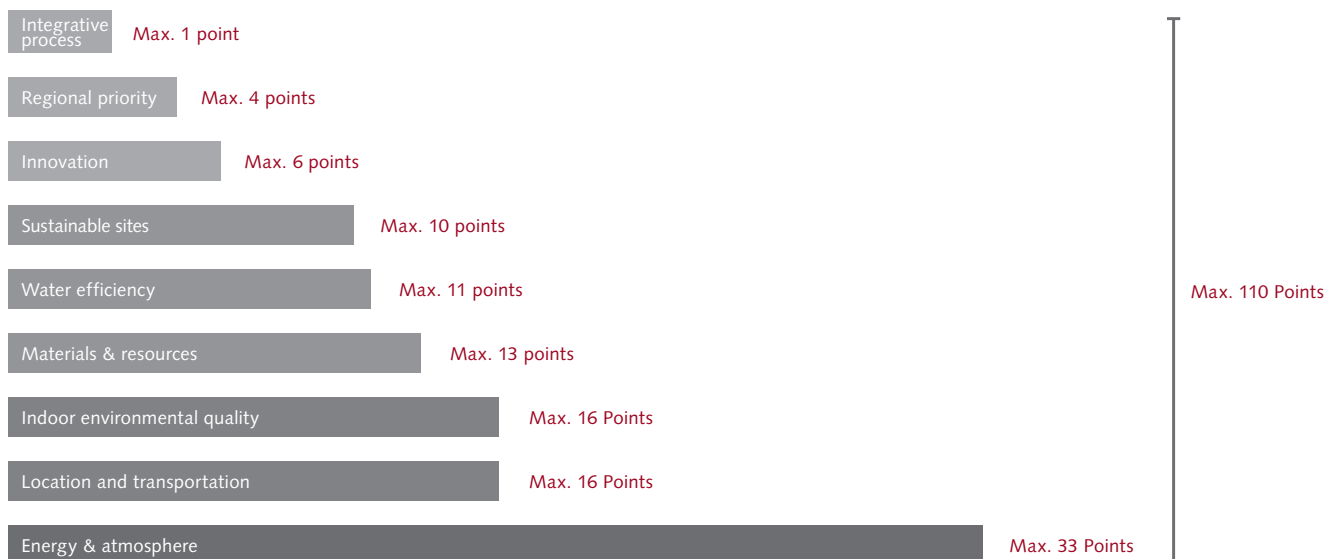 Integrative
process
Max. 1 point
Regional priority
Max. 4 points
Innovation
Max. 6 points
Sustainable sites
Max. 10 points
Water efficiency
Max. 11 points
Max. 110 Points
Materials & resources
Max. 13 points
Indoor environmental quality
Max. 16 Points
Location and transportation
Max. 16 Points
Energy & atmosphere
Max. 33 Points